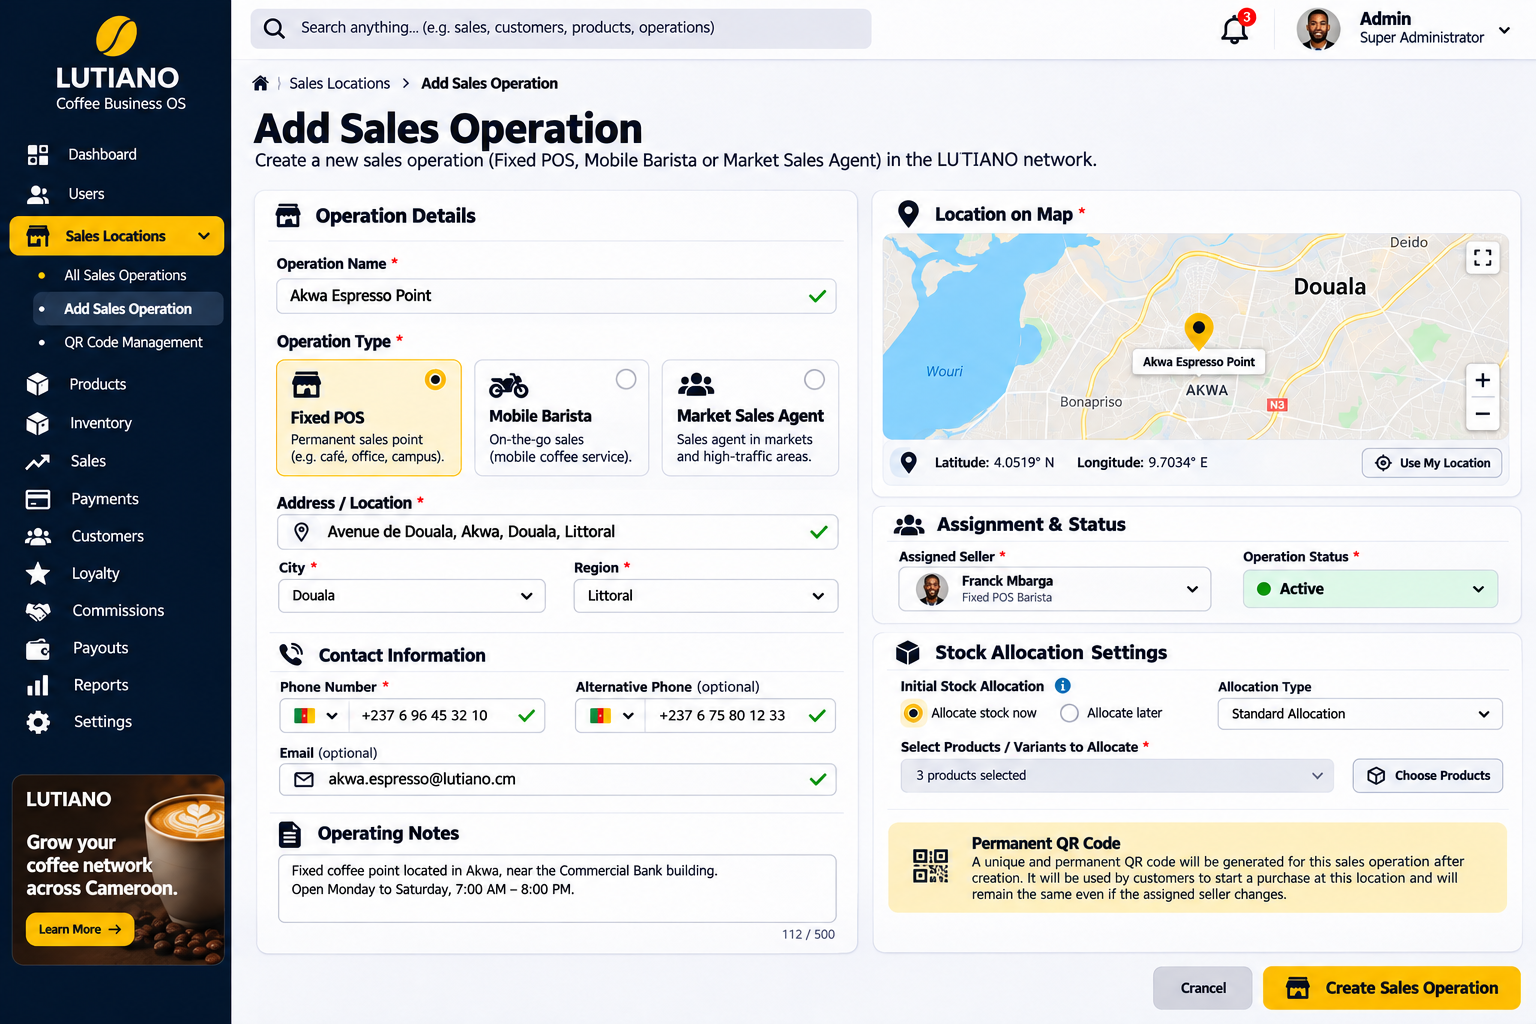 LUTIANO
Coffee Business OS
Dashboard
Users
Sales Locations
All Sales Operations
Add Sales Operation
QR Code Management
Products
Inventory
Sales
Payments
Customers
Loyalty
Commissions
Payouts
Reports
Settings
LUTIANO
Grow your
coffee network
across Cameroon.
Learn More →
Search anything... (e.g. sales, customers, products, operations)
3
Admin
Super Administrator
Sales Locations > Add Sales Operation
Add Sales Operation
Create a new sales operation (Fixed POS, Mobile Barista or Market Sales Agent) in the LUTIANO network.
Operation Details
Operation Name *
Akwa Espresso Point
Operation Type *
Fixed POS
Permanent sales point
(e.g. café, office, campus).
Mobile Barista
On-the-go sales
(mobile coffee service).
Market Sales Agent
Sales agent in markets
and high-traffic areas.
Address / Location *
Avenue de Douala, Akwa, Douala, Littoral
City *
Douala
Region *
Littoral
Contact Information
Phone Number *
+237 6 96 45 32 10
Alternative Phone (optional)
+237 6 75 80 12 33
Email (optional)
akwa.espresso@lutiano.cm
Operating Notes
Fixed coffee point located in Akwa, near the Commercial Bank building.
Open Monday to Saturday, 7:00 AM – 8:00 PM.
112 / 500
Location on Map *
Deido
Douala
Akwa Espresso Point
Wouri
AKWA
Bonapriso
N3
+
−
Latitude: 4.0519° N Longitude: 9.7034° E
Use My Location
Assignment & Status
Assigned Seller *
Franck Mbarga
Fixed POS Barista
Operation Status *
Active
Stock Allocation Settings
Initial Stock Allocation i
Allocate stock now
Allocate later
Allocation Type
Standard Allocation
Select Products / Variants to Allocate *
3 products selected
Choose Products
Permanent QR Code
A unique and permanent QR code will be generated for this sales operation after
creation. It will be used by customers to start a purchase at this location and will
remain the same even if the assigned seller changes.
Crancel
Create Sales Operation